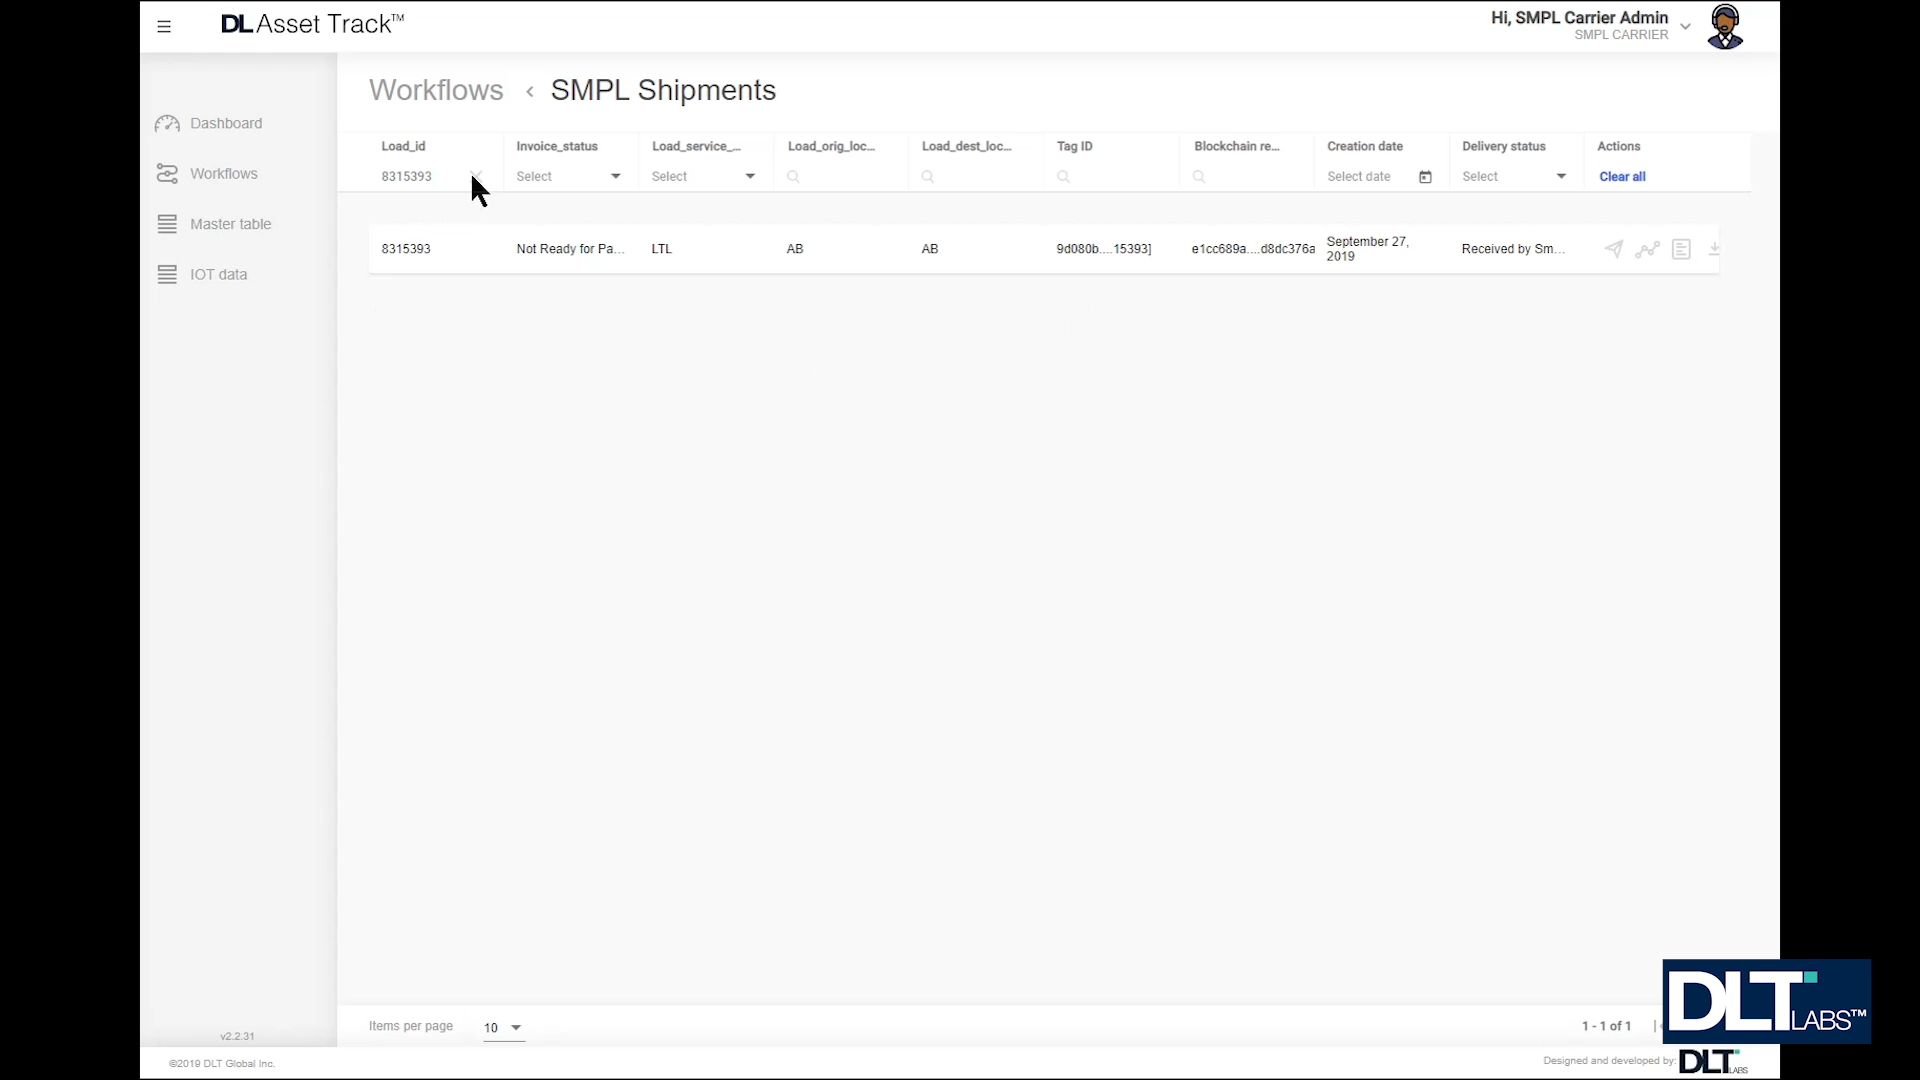 DL Asset Track™
Hi, SMPL Carrier Admin
SMPL CARRIER
Workflows < SMPL Shipments
Dashboard
Workflows
Master table
IOT data
Load_id Invoice_status Load_service_... Load_orig_loc... Load_dest_loc... Tag ID Blockchain re... Creation date Delivery status Actions
8315393 Select Select Select date Select Clear all
8315393 Not Ready for Pa... LTL AB AB 9d080b....15393] e1cc689a....d8dc376a September 27, 2019 Received by Sm...
Items per page 10 1 - 1 of 1
v2.2.31
©2019 DLT Global Inc.
Designed and developed by: DLT LABS
DLT LABS™